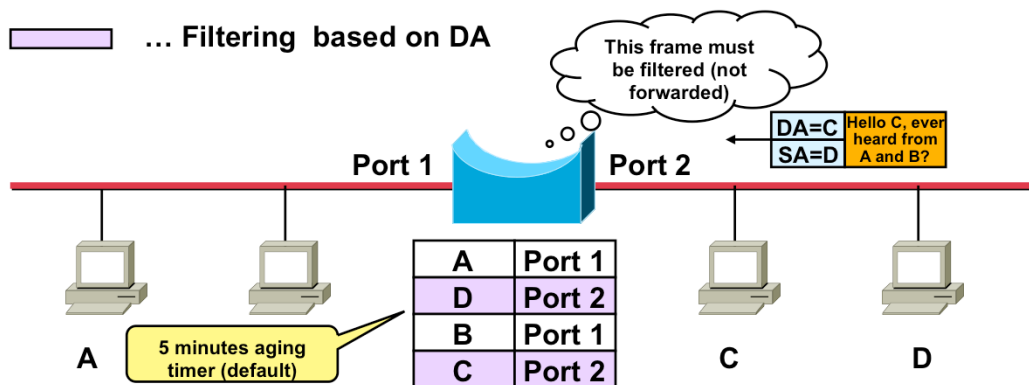 ... Filtering based on DA
This frame must
be filtered (not
forwarded)
DA=C
SA=D
Hello C, ever
heard from
A and B?
Port 1
Port 2
A Port 1
D Port 2
B Port 1
C Port 2
5 minutes aging
timer (default)
A
C
D